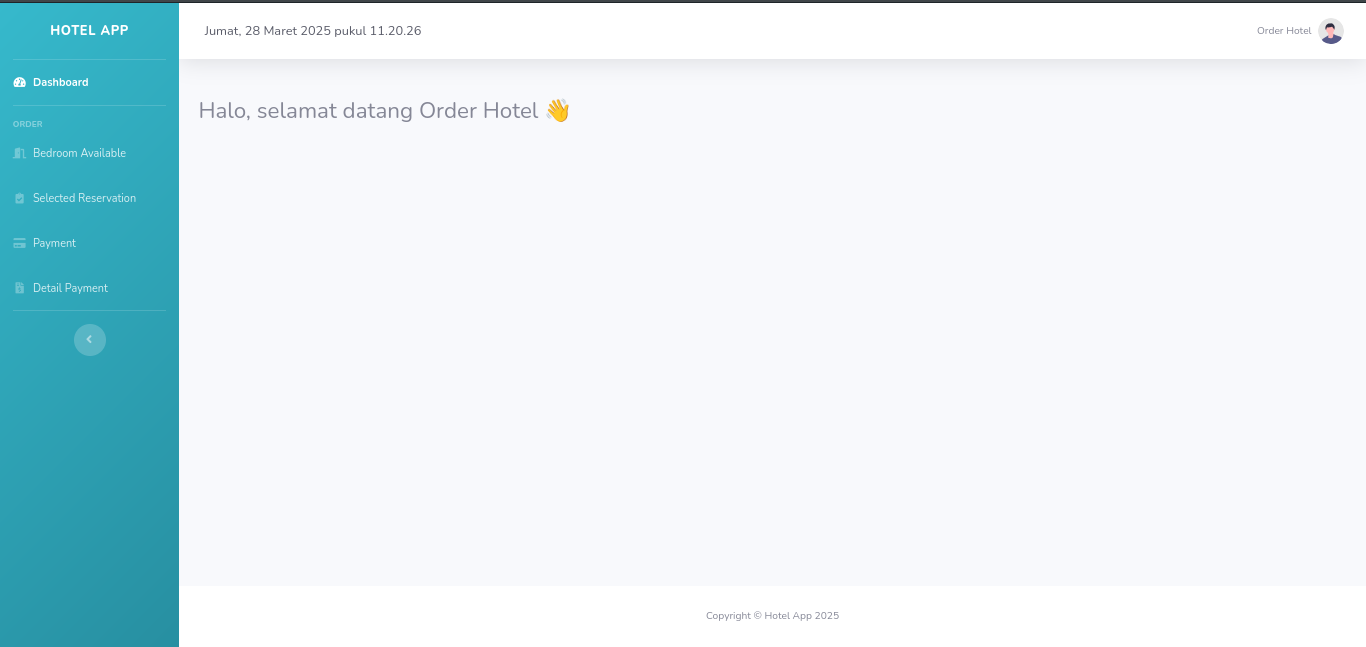 HOTEL APP
Jumat, 28 Maret 2025 pukul 11.20.26
Order Hotel
Dashboard
ORDER
Bedroom Available
Selected Reservation
Payment
Detail Payment
Halo, selamat datang Order Hotel 👋
Copyright © Hotel App 2025